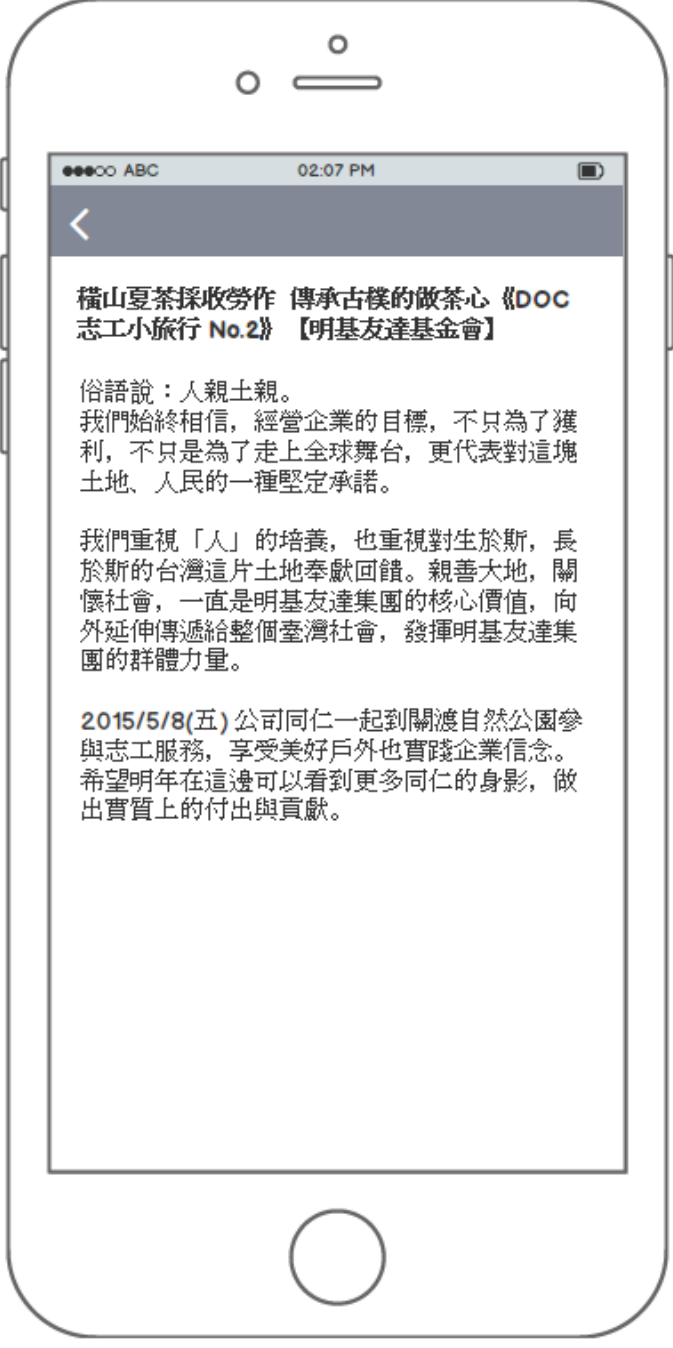 ABC 02:07 PM
橫山夏茶採收勞作 傳承古樸的做茶心《DOC
志工小旅行 No.2》【明基友達基金會】
俗語說：人親土親。
我們始終相信，經營企業的目標，不只為了獲
利，不只是為了走上全球舞台，更代表對這塊
土地、人民的一種堅定承諾。
我們重視「人」的培養，也重視對生於斯，長
於斯的台灣這片土地奉獻回饋。親善大地，關
懷社會，一直是明基友達集團的核心價值，向
外延伸傳遞給整個臺灣社會，發揮明基友達集
團的群體力量。
2015/5/8(五) 公司同仁一起到關渡自然公園參
與志工服務，享受美好戶外也實踐企業信念。
希望明年在這邊可以看到更多同仁的身影，做
出實質上的付出與貢獻。